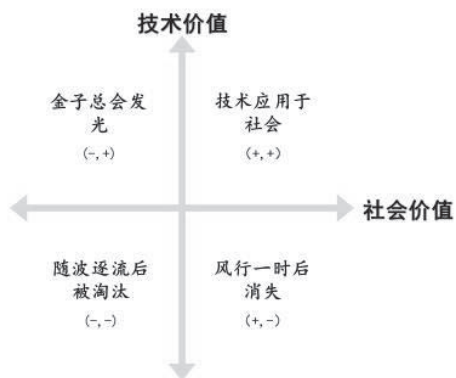 技术价值
金子总会发
光
(-,+)
技术应用于
社会
(+,+)
社会价值
随波逐流后
被淘汰
(-,-)
风行一时后
消失
(+,-)